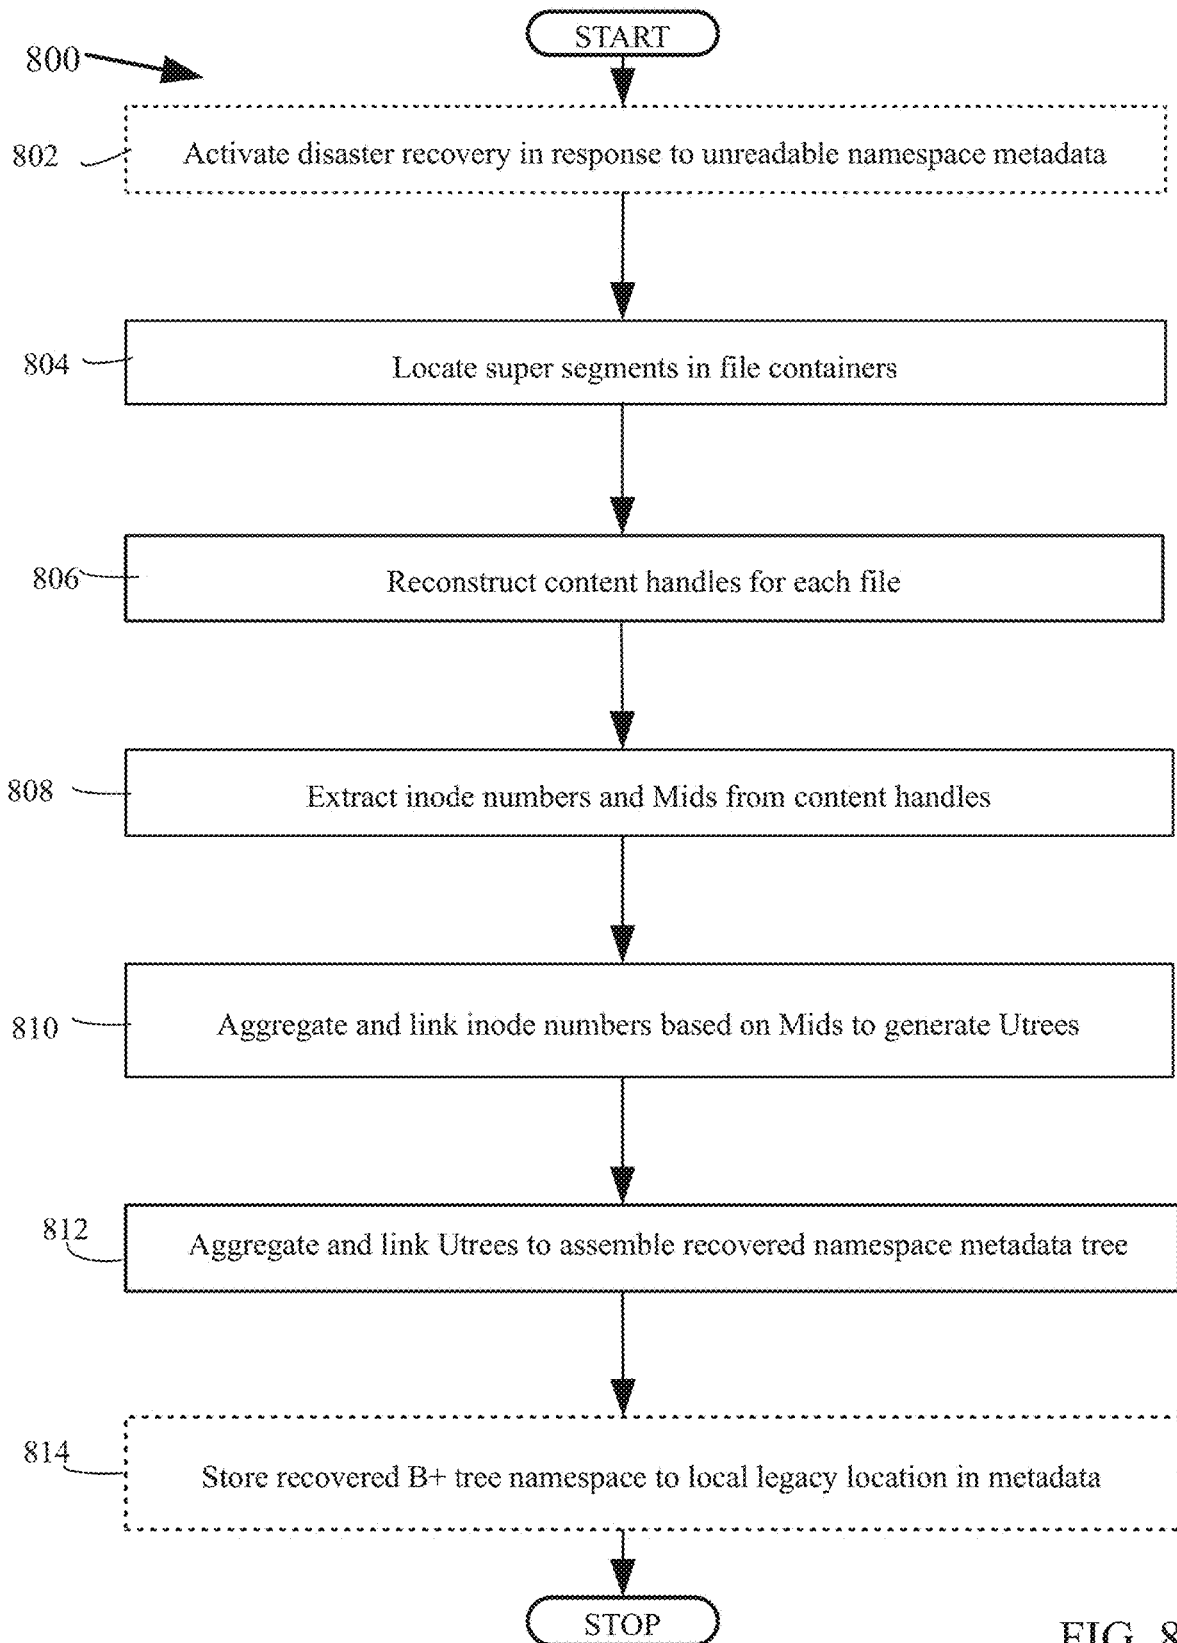 START
800
802
Activate disaster recovery in response to unreadable namespace metadata
804
Locate super segments in file containers
806
Reconstruct content handles for each file
808
Extract inode numbers and Mids from content handles
810
Aggregate and link inode numbers based on Mids to generate Utrees
812
Aggregate and link Utrees to assemble recovered namespace metadata tree
814
Store recovered B+ tree namespace to local legacy location in metadata
STOP
FIG. 8